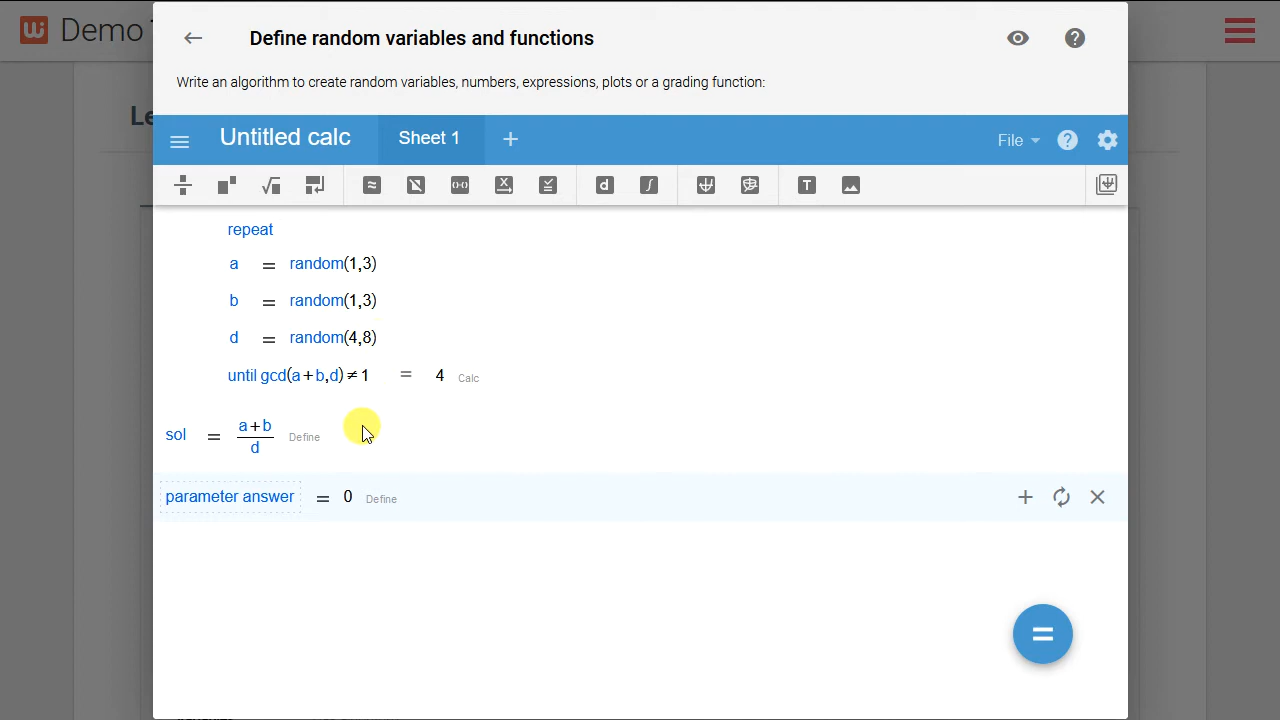 Demo
Define random variables and functions
Write an algorithm to create random variables, numbers, expressions, plots or a grading function:
Le
Untitled calc
Sheet 1
+
File
repeat
a = random(1,3)
b = random(1,3)
d = random(4,8)
until gcd(a+b,d)≠1 = 4 Calc
sol = a+b
d
Define
parameter answer = 0 Define